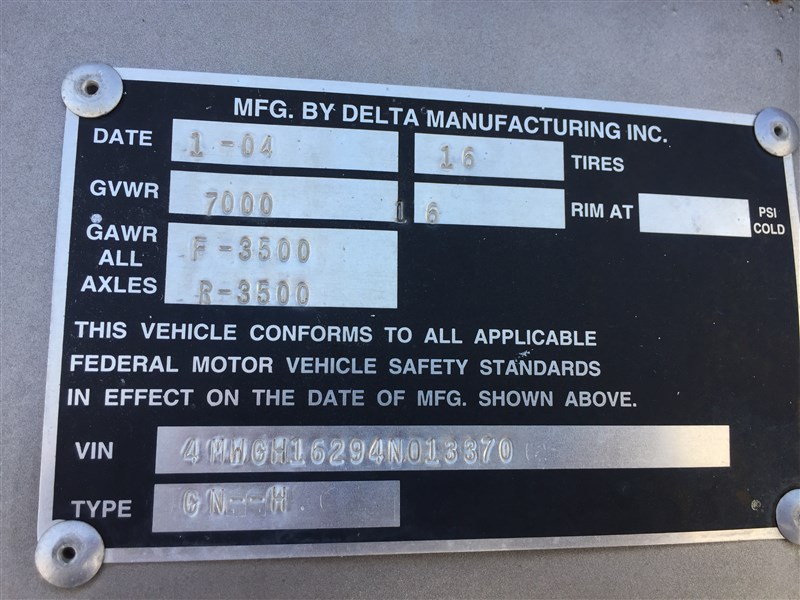 MFG. BY DELTA MANUFACTURING INC.
DATE 1-04 16 TIRES
GVWR 7000 16 RIM AT PSI COLD
GAWR ALL AXLES F-3500
R-3500
THIS VEHICLE CONFORMS TO ALL APPLICABLE
FEDERAL MOTOR VEHICLE SAFETY STANDARDS
IN EFFECT ON THE DATE OF MFG. SHOWN ABOVE.
VIN 4MWGH16294N013370
TYPE GN--H